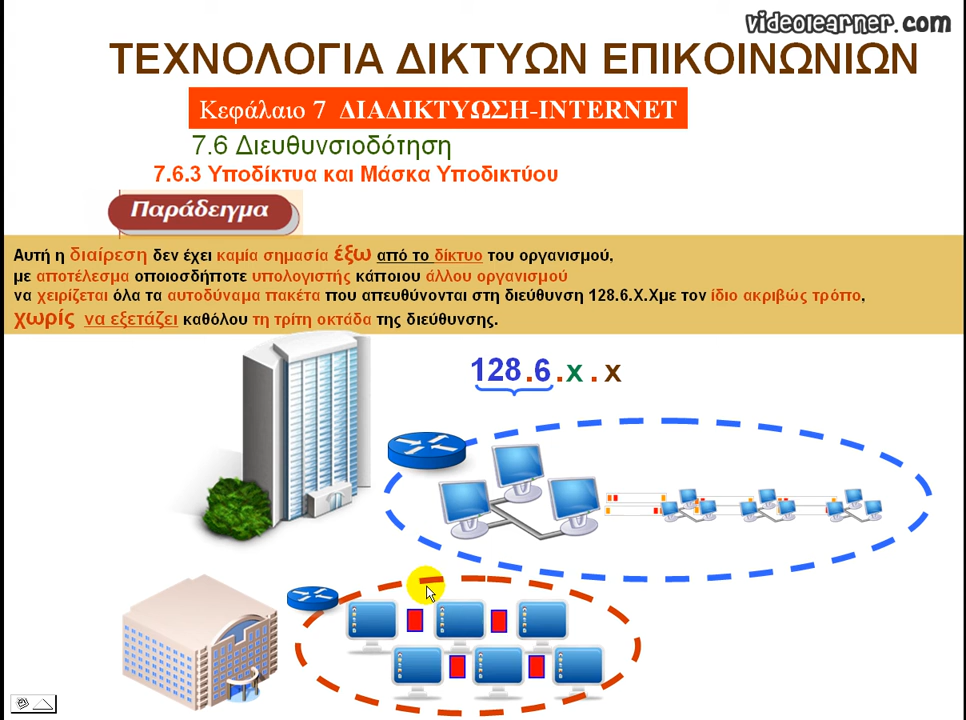 videolearner.com
ΤΕΧΝΟΛΟΓΙΑ ΔΙΚΤΥΩΝ ΕΠΙΚΟΙΝΩΝΙΩΝ
Κεφάλαιο 7 ΔΙΑΔΙΚΤΥΩΣΗ-INTERNET
7.6 Διευθυνσιοδότηση
7.6.3 Υποδίκτυα και Μάσκα Υποδικτύου
Παράδειγμα
Αυτή η διαίρεση δεν έχει καμία σημασία έξω από το δίκτυο του οργανισμού,
με αποτέλεσμα οποιοσδήποτε υπολογιστής κάποιου άλλου οργανισμού
να χειρίζεται όλα τα αυτοδύναμα πακέτα που απευθύνονται στη διεύθυνση 128.6.Χ.Χμε τον ίδιο ακριβώς τρόπο,
χωρίς να εξετάζει καθόλου τη τρίτη οκτάδα της διεύθυνσης.
128.6.x.x